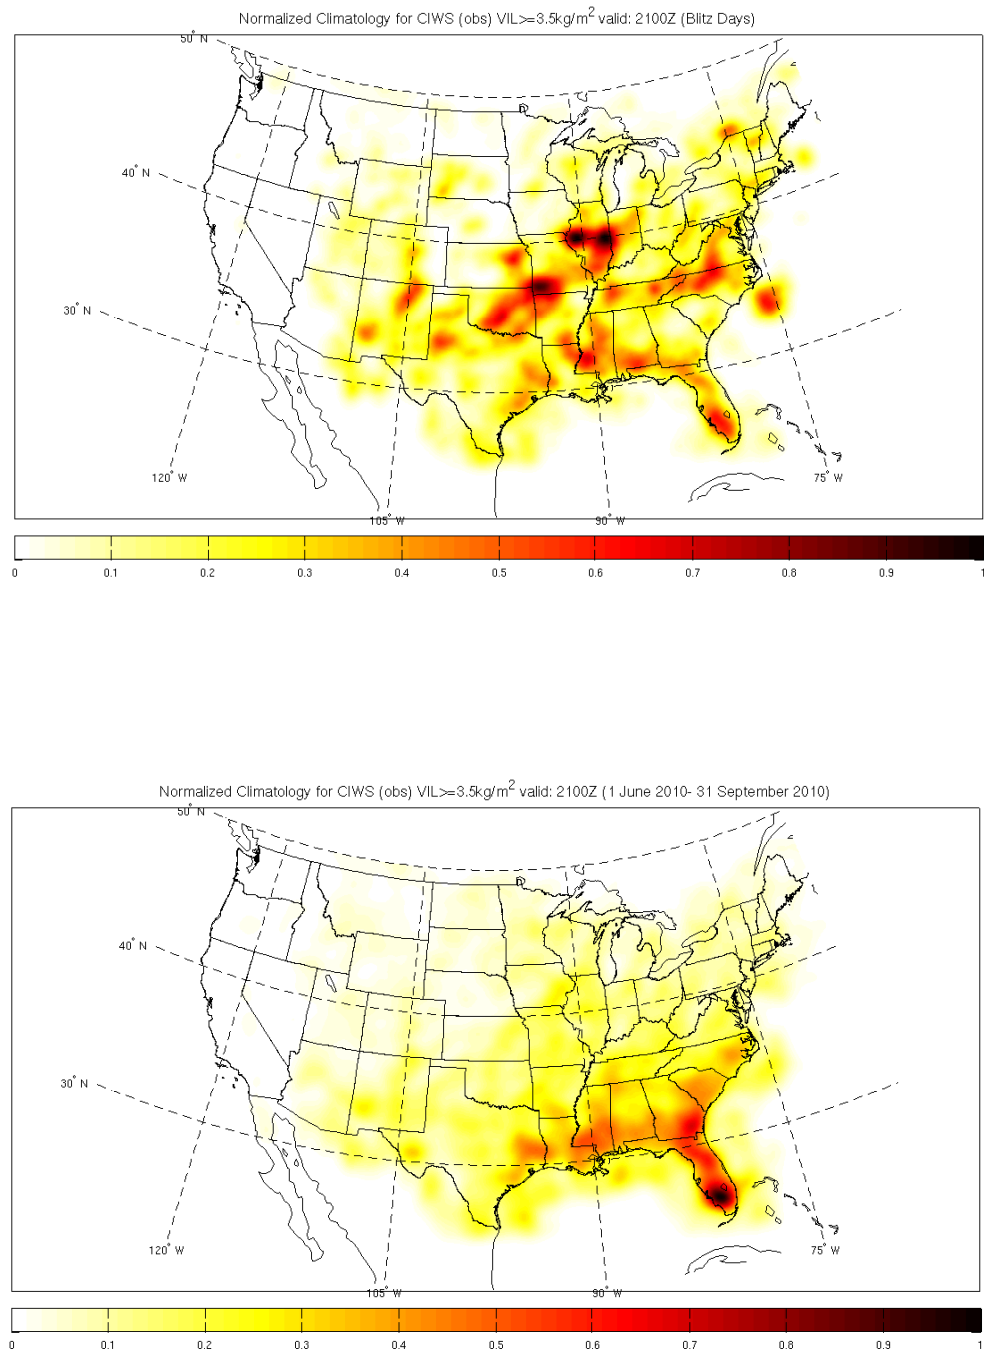 Normalized Climatology for CIWS (obs) VIL>=3.5kg/m² valid: 2100Z (Blitz Days)
50° N
40° N
30° N
120° W
105° W
90° W
75° W
0 0.1 0.2 0.3 0.4 0.5 0.6 0.7 0.8 0.9 1
Normalized Climatology for CIWS (obs) VIL>=3.5kg/m² valid: 2100Z (1 June 2010- 31 September 2010)
50° N
40° N
30° N
120° W
105° W
90° W
75° W
0 0.1 0.2 0.3 0.4 0.5 0.6 0.7 0.8 0.9 1